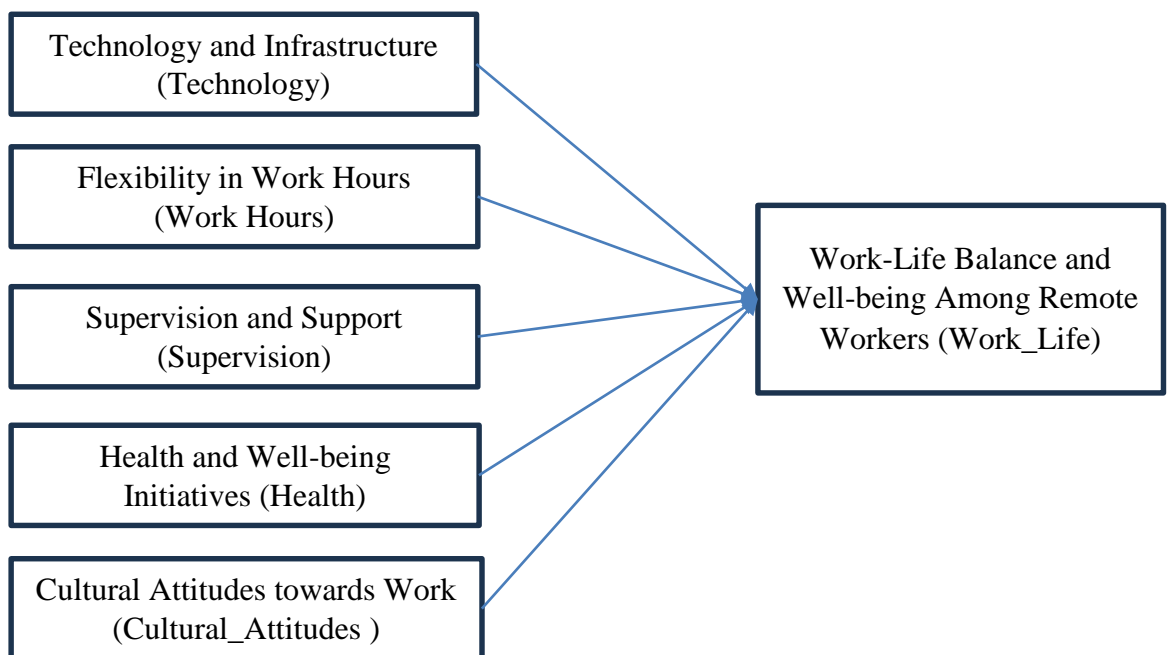 Technology and Infrastructure
(Technology)
Flexibility in Work Hours
(Work Hours)
Supervision and Support
(Supervision)
Health and Well-being
Initiatives (Health)
Cultural Attitudes towards Work
(Cultural_Attitudes )
Work-Life Balance and
Well-being Among Remote
Workers (Work_Life)